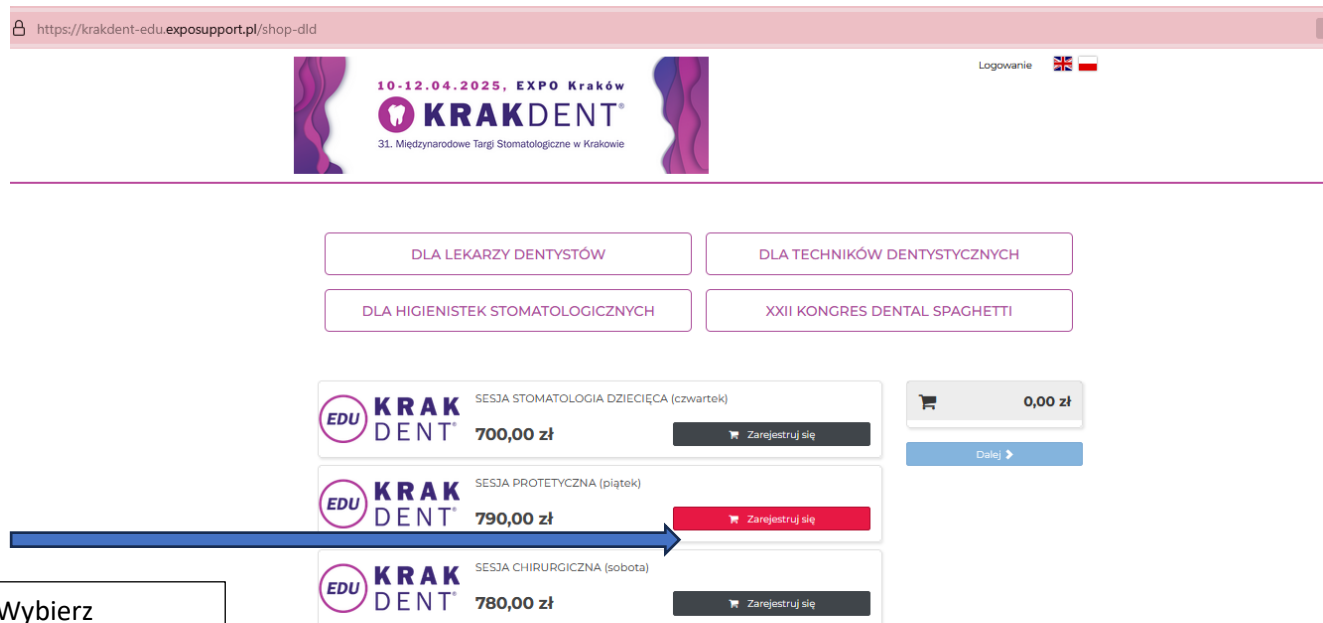 https://krakdent-edu.exposupport.pl/shop-dld
Logowanie
10-12.04.2025, EXPO Kraków
KRAKDENT®
31. Międzynarodowe Targi Stomatologiczne w Krakowie
DLA LEKARZY DENTYSTÓW
DLA TECHNIKÓW DENTYSTYCZNYCH
DLA HIGIENISTEK STOMATOLOGICZNYCH
XXII KONGRES DENTAL SPAGHETTI
EDU KRAK DENT®
SESJA STOMATOLOGIA DZIECIĘCA (czwartek)
700,00 zł
Zarejestruj się
0,00 zł
Dalej
EDU KRAK DENT®
SESJA PROTETYCZNA (piątek)
790,00 zł
Zarejestruj się
EDU KRAK DENT®
SESJA CHIRURGICZNA (sobota)
780,00 zł
Zarejestruj się
Wybierz